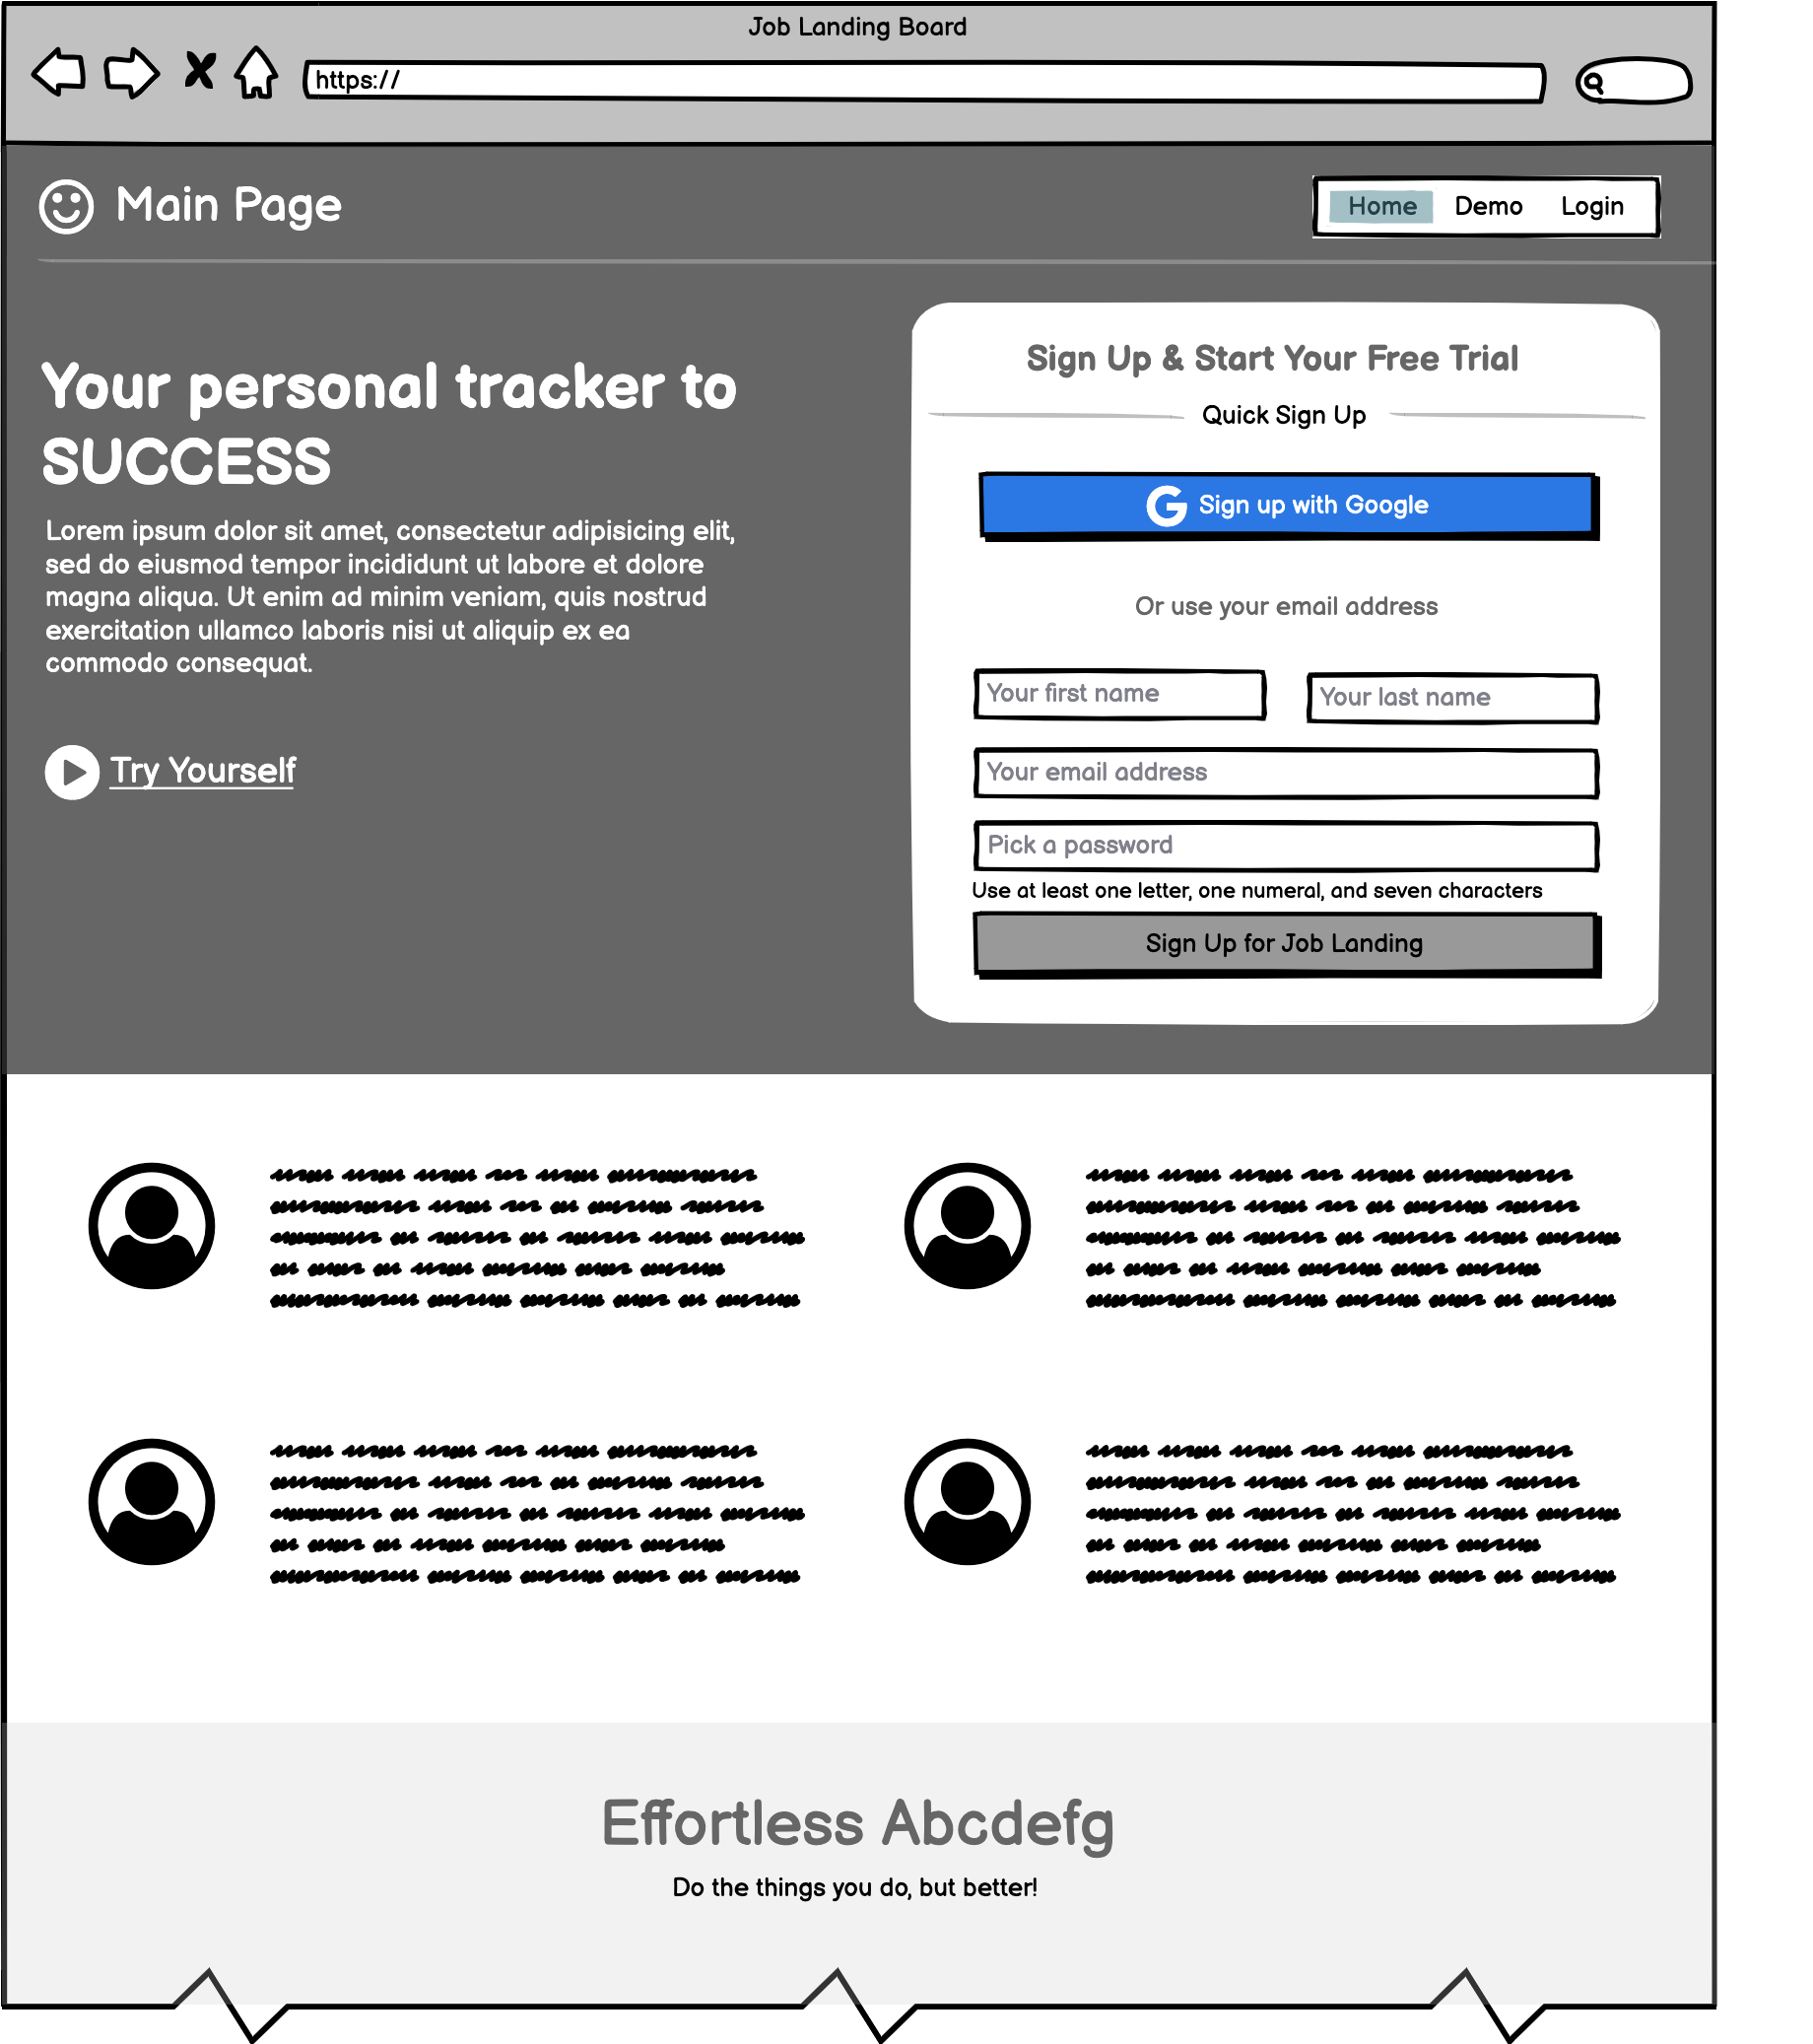 Job Landing Board
https://
Main Page
Home Demo Login
Your personal tracker to
SUCCESS
Lorem ipsum dolor sit amet, consectetur adipisicing elit,
sed do eiusmod tempor incididunt ut labore et dolore
magna aliqua. Ut enim ad minim veniam, quis nostrud
exercitation ullamco laboris nisi ut aliquip ex ea
commodo consequat.
Try Yourself
Sign Up & Start Your Free Trial
Quick Sign Up
G Sign up with Google
Or use your email address
Your first name
Your last name
Your email address
Pick a password
Use at least one letter, one numeral, and seven characters
Sign Up for Job Landing
Effortless Abcdefg
Do the things you do, but better!